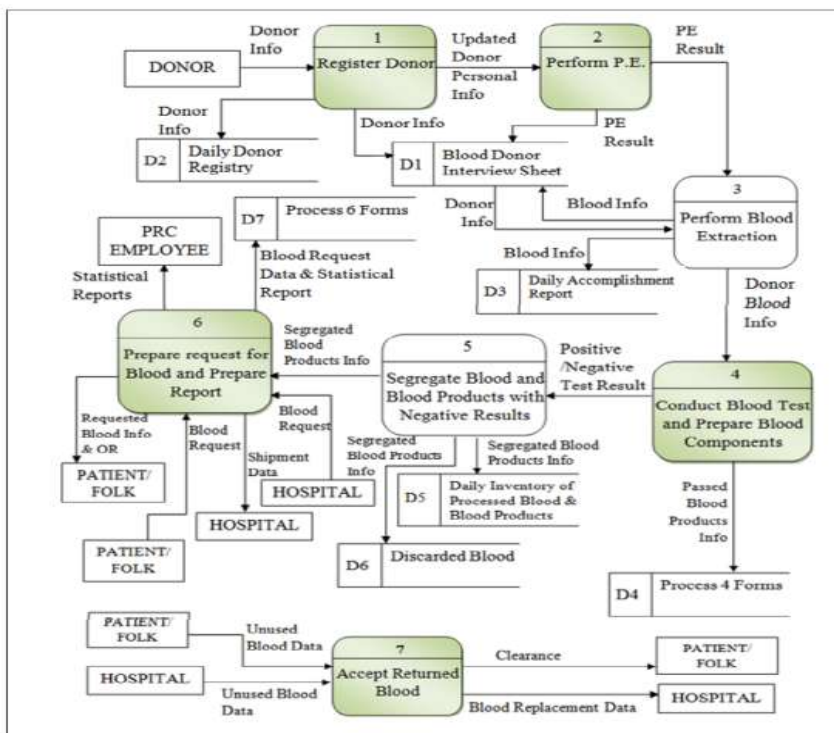 Donor
Info
DONOR
1
Register Donor
Updated
Donor
Personal
Info
2
Perform P.E.
PE
Result
Donor
Info
D2
Daily Donor
Registry
Donor Info
PE
Result
D1
Blood Donor
Interview Sheet
3
Perform Blood
Extraction
Donor
Info
Blood Info
Blood Info
D3
Daily Accomplishment
Report
Donor
Blood
Info
D7
Process 6 Forms
PRC
EMPLOYEE
Statistical
Reports
Blood Request
Data & Statistical
Report
6
Prepare request for
Blood and Prepare
Report
Segregated
Blood
Products Info
5
Segregate Blood and
Blood Products with
Negative Results
Positive
/Negative
Test Result
4
Conduct Blood Test
and Prepare Blood
Components
Requested
Blood Info
& OR
PATIENT/
FOLK
Blood
Request
PATIENT/
FOLK
Shipment
Data
HOSPITAL
Blood
Request
HOSPITAL
Segregated
Blood Products
Info
Segregated Blood
Products Info
D5
Daily Inventory of
Processed Blood &
Blood Products
D6
Discarded Blood
Passed
Blood
Products
Info
D4
Process 4 Forms
PATIENT/
FOLK
Unused
Blood Data
HOSPITAL
Unused Blood
Data
7
Accept Returned
Blood
Clearance
PATIENT/
FOLK
Blood Replacement Data
HOSPITAL